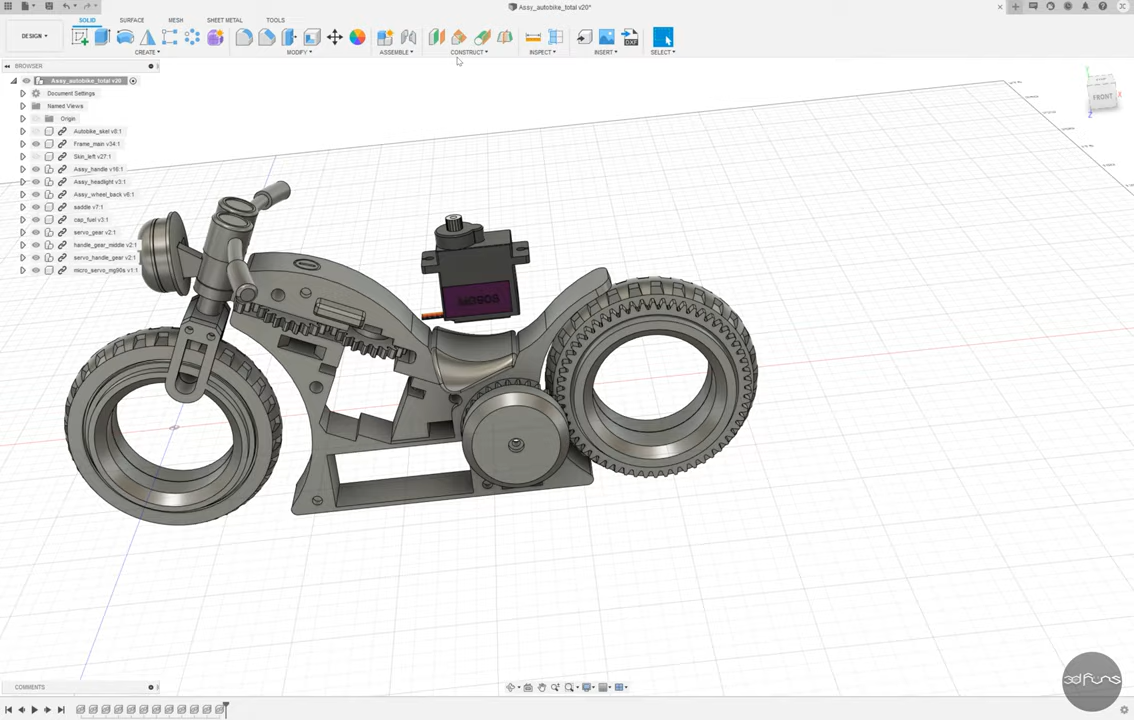 Assy_autobike_total v20*
DESIGN
SOLID
SURFACE
MESH
SHEET METAL
TOOLS
CREATE
MODIFY
ASSEMBLE
CONSTRUCT
INSPECT
INSERT
SELECT
BROWSER
Assy_autobike_total v20
Document Settings
Named Views
Origin
Autobike_skel v8:1
Frame_main v34:1
Skin_left v27:1
Assy_handle v16:1
Assy_headlight v3:1
Assy_wheel_back v6:1
saddle v7:1
cap_fuel v3:1
servo_gear v2:1
handle_gear_middle v2:1
servo_handle_gear v2:1
micro_servo_mg90s v1:1
MG90S
FRONT
Y
X
Z
COMMENTS
3dfuns